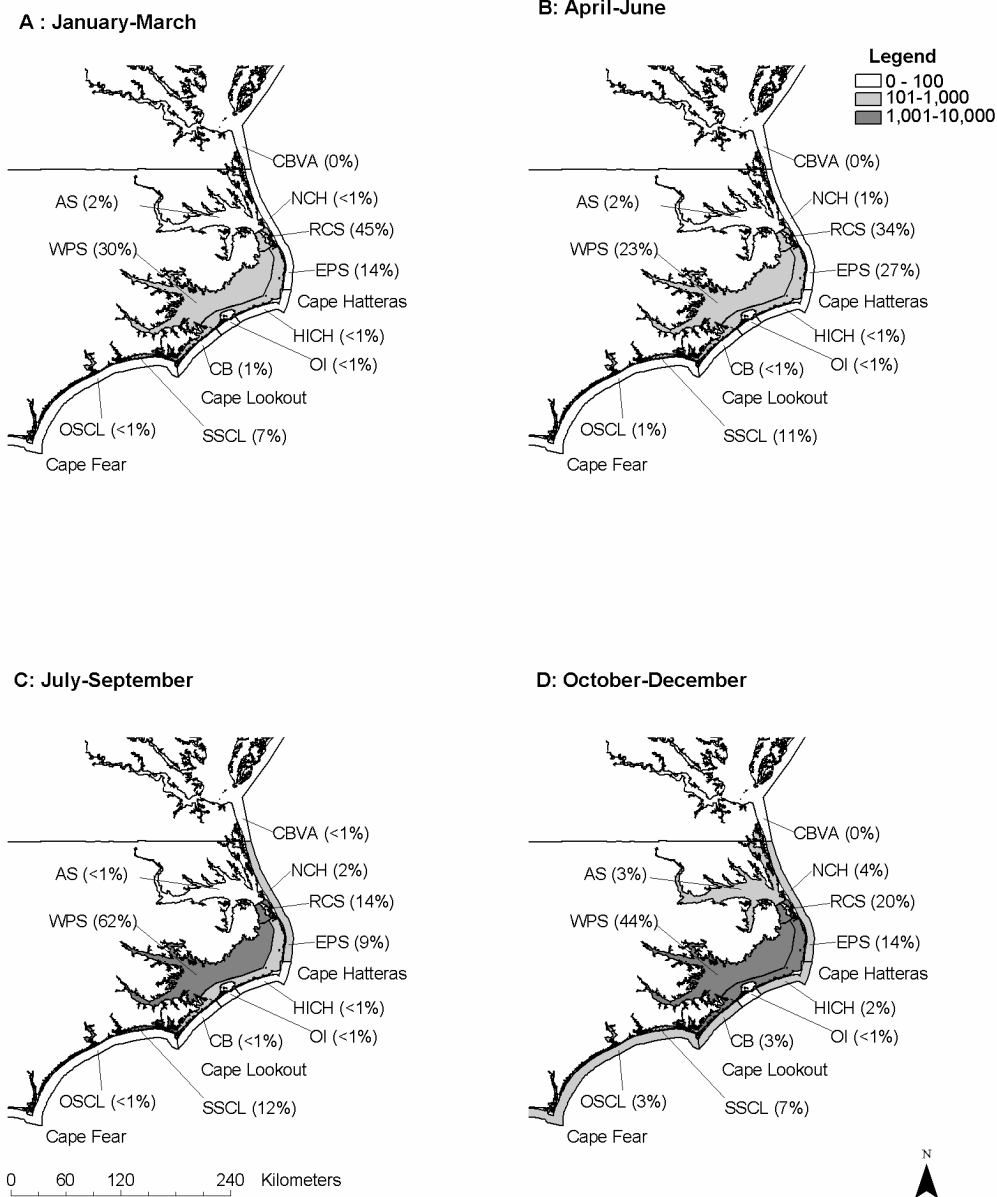 A : January-March
B: April-June
Legend
0 - 100
101-1,000
1,001-10,000
CBVA (0%)
NCH (<1%)
AS (2%)
RCS (45%)
WPS (30%)
EPS (14%)
Cape Hatteras
HICH (<1%)
OI (<1%)
CB (1%)
Cape Lookout
OSCL (<1%)
SSCL (7%)
Cape Fear
CBVA (0%)
NCH (1%)
AS (2%)
RCS (34%)
WPS (23%)
EPS (27%)
Cape Hatteras
HICH (<1%)
OI (<1%)
CB (<1%)
Cape Lookout
OSCL (1%)
SSCL (11%)
Cape Fear
C: July-September
D: October-December
CBVA (<1%)
NCH (2%)
AS (<1%)
RCS (14%)
WPS (62%)
EPS (9%)
Cape Hatteras
HICH (<1%)
OI (<1%)
CB (<1%)
Cape Lookout
OSCL (<1%)
SSCL (12%)
Cape Fear
CBVA (0%)
NCH (4%)
AS (3%)
RCS (20%)
WPS (44%)
EPS (14%)
Cape Hatteras
HICH (2%)
OI (<1%)
CB (3%)
Cape Lookout
OSCL (3%)
SSCL (7%)
Cape Fear
0 60 120 240 Kilometers
N